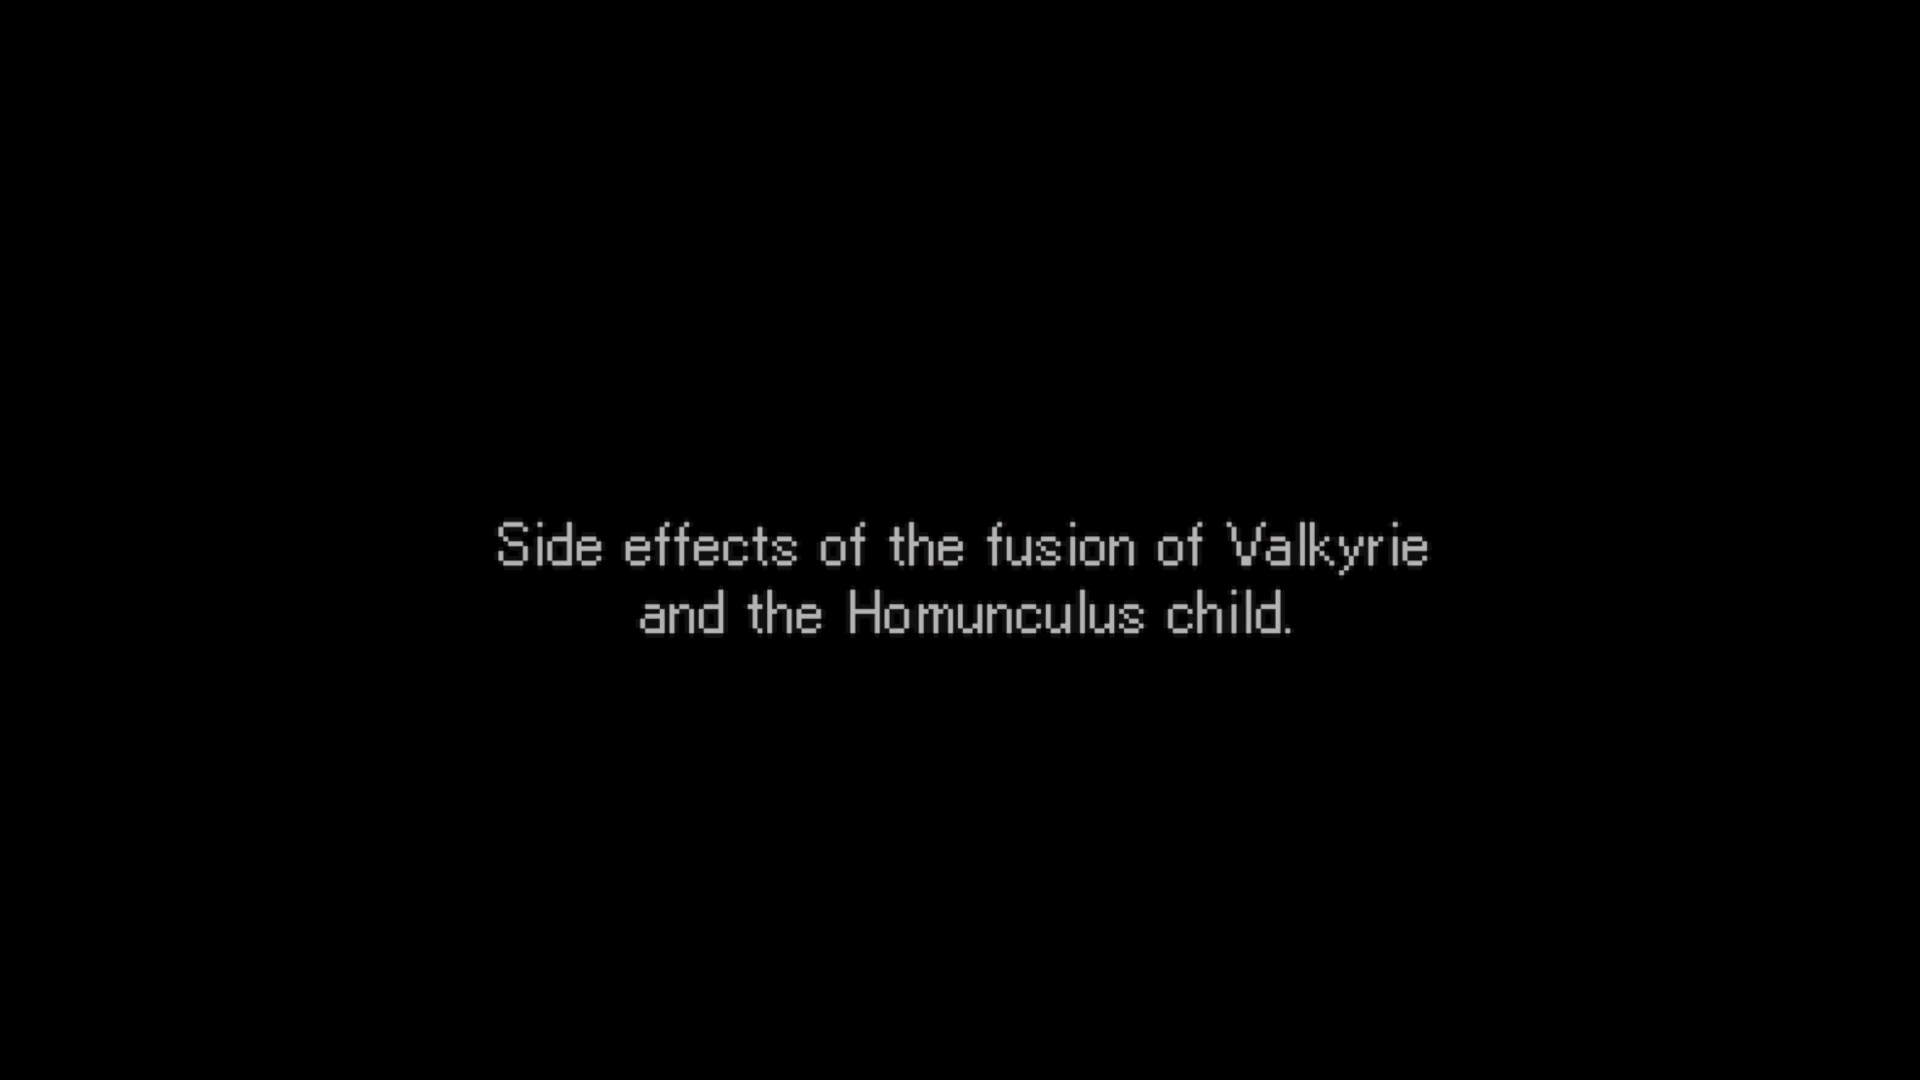 Side effects of the fusion of Valkyrie
and the Homunculus child.